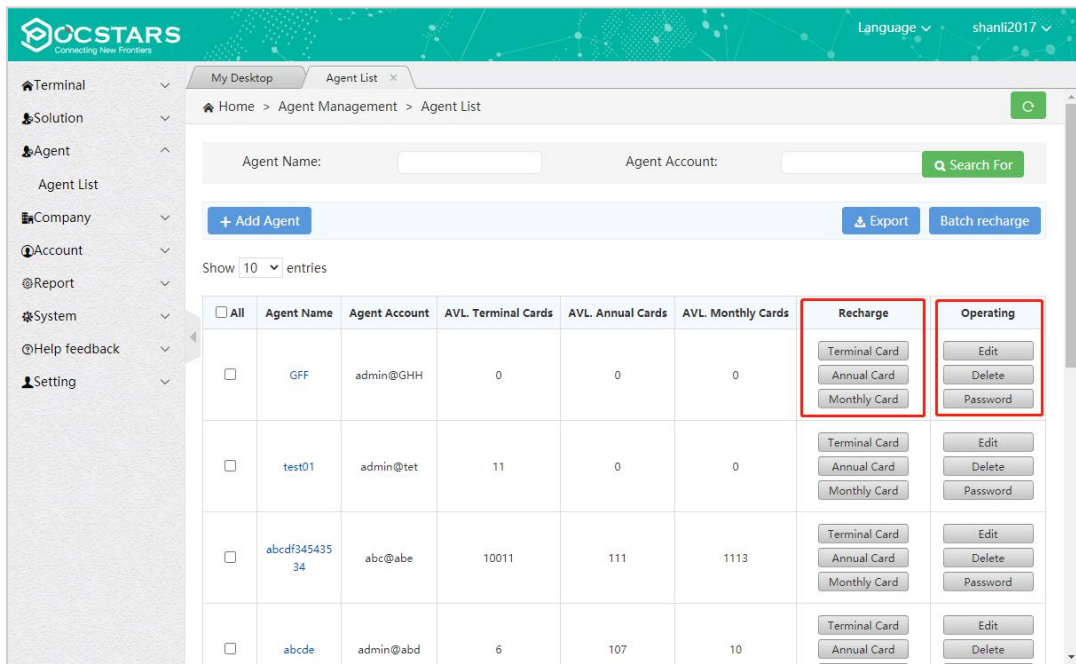 POCSTARS
Connecting New Frontiers
Language
shanli2017
Terminal
Solution
Agent
Agent List
Company
Account
Report
System
Help feedback
Setting
My Desktop
Agent List ×
Home > Agent Management > Agent List
Agent Name:
Agent Account:
Search For
+ Add Agent
Export
Batch recharge
Show 10 entries
All Agent Name Agent Account AVL. Terminal Cards AVL. Annual Cards AVL. Monthly Cards Recharge Operating
Terminal Card Edit
GFF admin@GHH 0 0 0 Annual Card Delete
Monthly Card Password
Terminal Card Edit
test01 admin@tet 11 0 0 Annual Card Delete
Monthly Card Password
Terminal Card Edit
abcdf345435
34 abc@abe 10011 111 1113 Annual Card Delete
Monthly Card Password
Terminal Card Edit
abcde admin@abd 6 107 10 Annual Card Delete